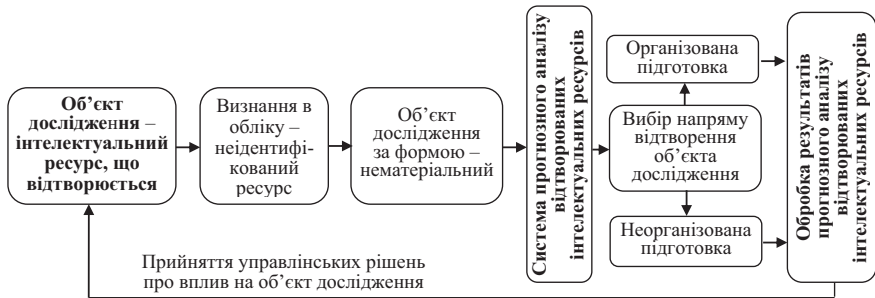 Об’єкт
дослідження –
інтелектуальний
ресурс, що
відтворюється
Визнання в
обліку –
неідентифі-
кований
ресурс
Об’єкт
дослідження
за формою –
нематеріальний
Система прогнозного аналізу
відтворюваних
інтелектуальних ресурсів
Організована
підготовка
Вибір напряму
відтворення
об’єкта
дослідження
Неорганізована
підготовка
Обробка результатів
прогнозного аналізу
відтворюваних
інтелектуальних ресурсів
Прийняття управлінських рішень
про вплив на об’єкт дослідження